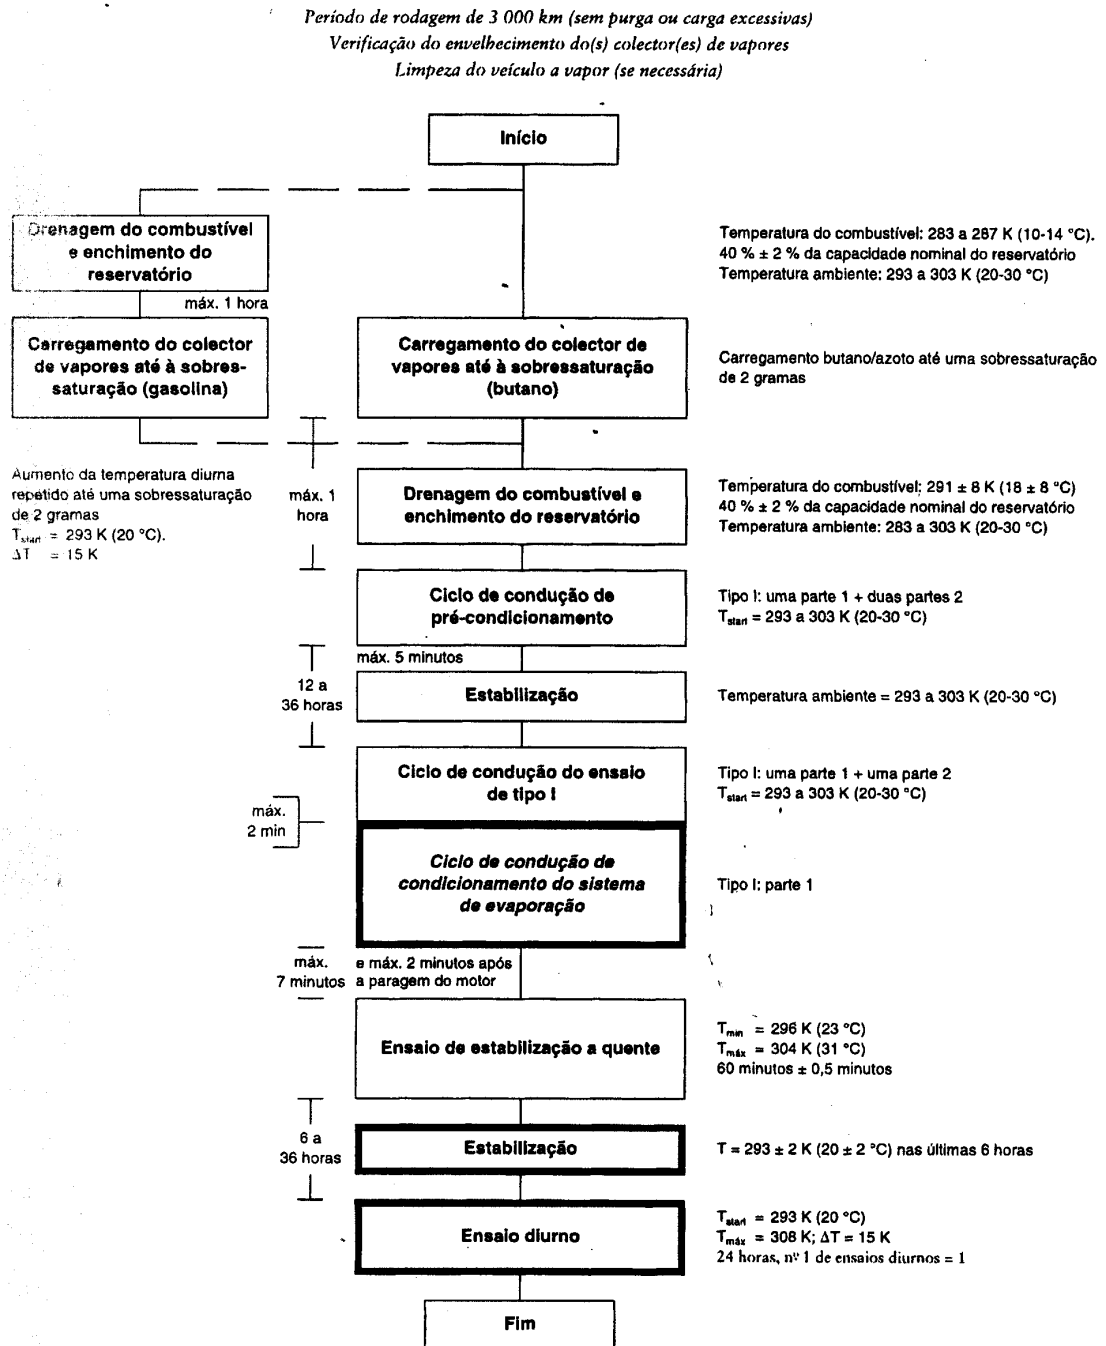 Período de rodagem de 3 000 km (sem purga ou carga excessivas)
Verificação do envelhecimento do(s) colector(es) de vapores
Limpeza do veículo a vapor (se necessária)
Início
Drenagem do combustível
e enchimento do
reservatório
Temperatura do combustível: 283 a 287 K (10-14 °C).
40 % ± 2 % da capacidade nominal do reservatório
Temperatura ambiente: 293 a 303 K (20-30 °C)
máx. 1 hora
Carregamento do colector
de vapores até à sobres-
saturação (gasolina)
Carregamento do colector de
vapores até à sobressaturação
(butano)
Carregamento butano/azoto até uma sobressaturação
de 2 gramas
Aumento da temperatura diurna
repetido até uma sobressaturação
de 2 gramas
Tstart = 293 K (20 °C).
ΔT = 15 K
máx. 1
hora
Drenagem do combustível e
enchimento do reservatório
Temperatura do combustível: 291 ± 8 K (18 ± 8 °C)
40 % ± 2 % da capacidade nominal do reservatório
Temperatura ambiente: 283 a 303 K (20-30 °C)
Ciclo de condução de
pré-condicionamento
Tipo I: uma parte 1 + duas partes 2
Tstart = 293 a 303 K (20-30 °C)
máx. 5 minutos
12 a
36 horas
Estabilização
Temperatura ambiente = 293 a 303 K (20-30 °C)
Ciclo de condução do ensaio
de tipo I
Tipo I: uma parte 1 + uma parte 2
Tstart = 293 a 303 K (20-30 °C)
máx.
2 min
Ciclo de condução de
condicionamento do sistema
de evaporação
Tipo I: parte 1
máx.
7 minutos
e máx. 2 minutos após
a paragem do motor
Ensaio de estabilização a quente
Tmin = 296 K (23 °C)
Tmáx = 304 K (31 °C)
60 minutos ± 0,5 minutos
6 a
36 horas
Estabilização
T = 293 ± 2 K (20 ± 2 °C) nas últimas 6 horas
Ensaio diurno
Tstart = 293 K (20 °C)
Tmáx = 308 K; ΔT = 15 K
24 horas, nº 1 de ensaios diurnos = 1
Fim